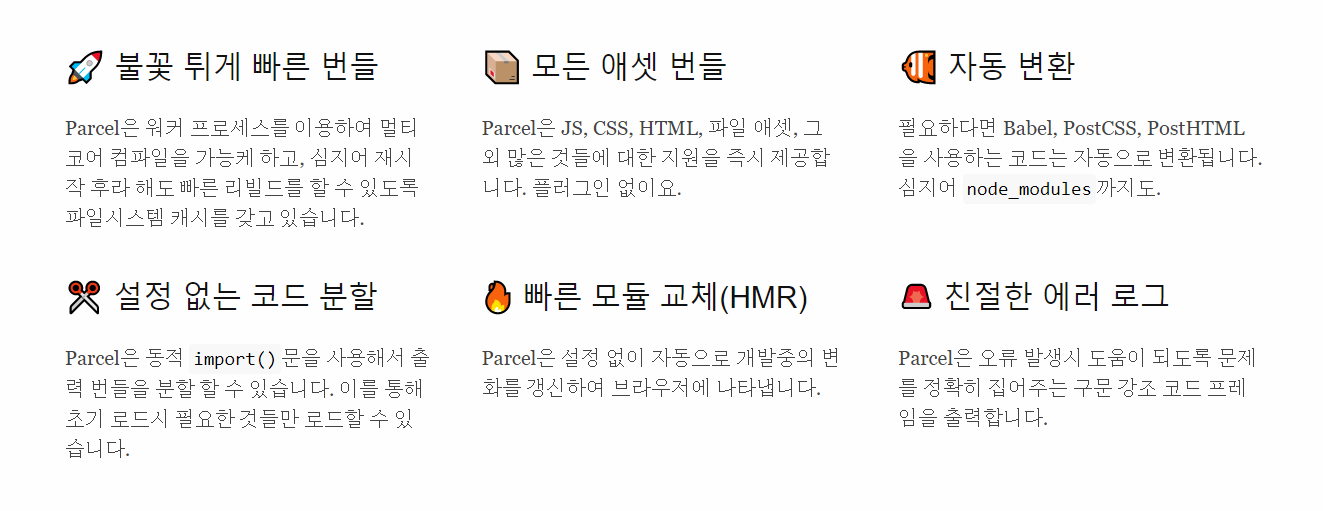 불꽃 튀게 빠른 번들
Parcel은 워커 프로세스를 이용하여 멀티
코어 컴파일을 가능케 하고, 심지어 재시
작 후라 해도 빠른 리빌드를 할 수 있도록
파일시스템 캐시를 갖고 있습니다.
모든 애셋 번들
Parcel은 JS, CSS, HTML, 파일 애셋, 그
외 많은 것들에 대한 지원을 즉시 제공합
니다. 플러그인 없이요.
자동 변환
필요하다면 Babel, PostCSS, PostHTML
을 사용하는 코드는 자동으로 변환됩니다.
심지어 node_modules 까지도.
설정 없는 코드 분할
Parcel은 동적 import() 문을 사용해서 출
력 번들을 분할 할 수 있습니다. 이를 통해
초기 로드시 필요한 것들만 로드할 수 있
습니다.
빠른 모듈 교체(HMR)
Parcel은 설정 없이 자동으로 개발중의 변
화를 갱신하여 브라우저에 나타냅니다.
친절한 에러 로그
Parcel은 오류 발생시 도움이 되도록 문제
를 정확히 집어주는 구문 강조 코드 프레
임을 출력합니다.